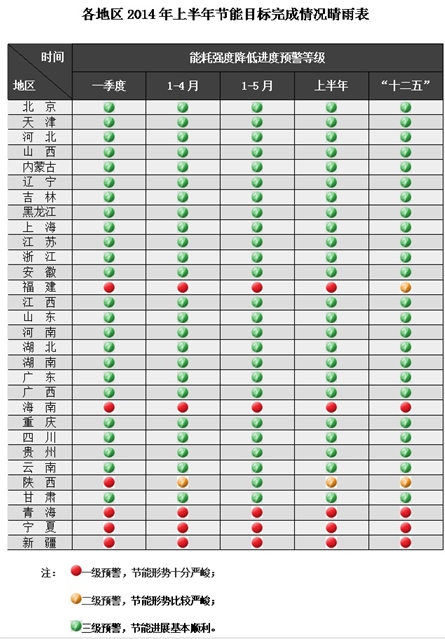 各地区2014年上半年节能目标完成情况晴雨表
时间
地区
能耗强度降低进度预警等级
一季度 1-4月 1-5月 上半年 “十二五”
北京
天津
河北
山西
内蒙古
辽宁
吉林
黑龙江
上海
江苏
浙江
安徽
福建
江西
山东
河南
湖北
湖南
广东
广西
海南
重庆
四川
贵州
云南
陕西
甘肃
青海
宁夏
新疆
注：
一级预警，节能形势十分严峻；
二级预警，节能形势比较严峻；
三级预警，节能进展基本顺利。